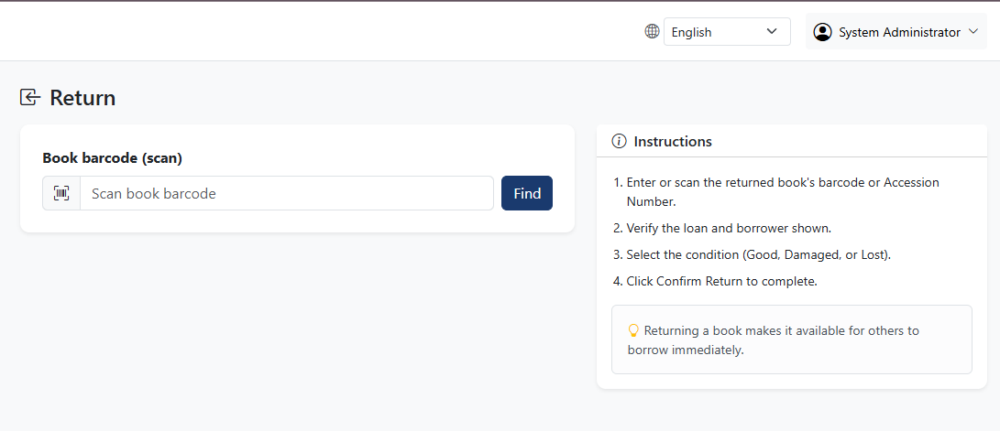 English
System Administrator
Return
Book barcode (scan)
Scan book barcode
Find
Instructions
1. Enter or scan the returned book's barcode or Accession
Number.
2. Verify the loan and borrower shown.
3. Select the condition (Good, Damaged, or Lost).
4. Click Confirm Return to complete.
Returning a book makes it available for others to
borrow immediately.